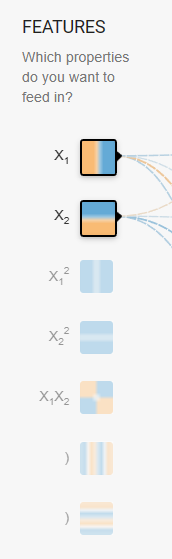 FEATURES
Which properties
do you want to
feed in?
X₁
X₂
X₁²
X₂²
X₁X₂
)
)